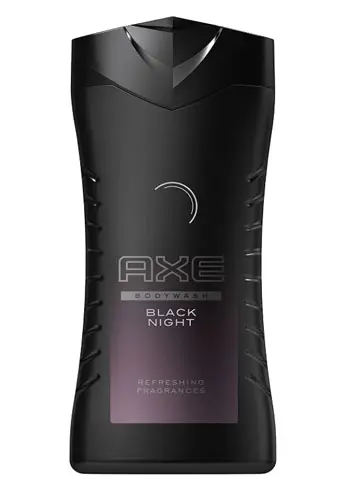 AXE
BODYWASH
BLACK
NIGHT
REFRESHING
FRAGRANCES